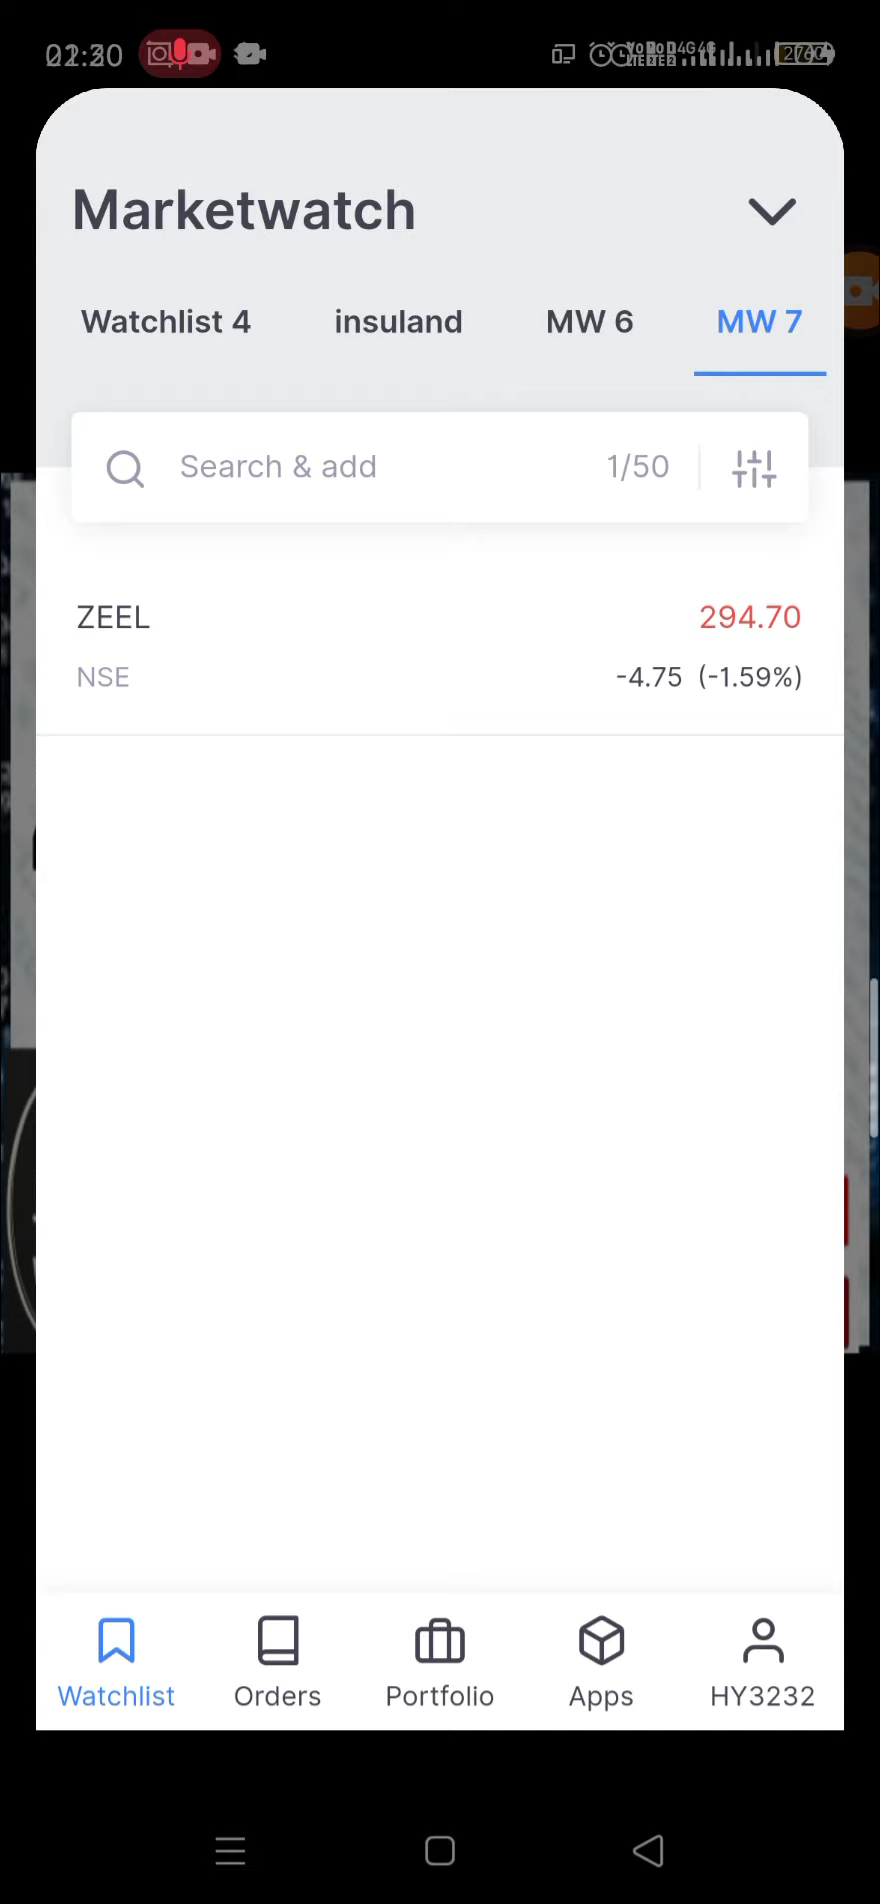 Marketwatch
Watchlist 4 insuland MW 6 MW 7
Search & add 1/50
ZEEL 294.70
NSE -4.75 (-1.59%)
Watchlist Orders Portfolio Apps HY3232